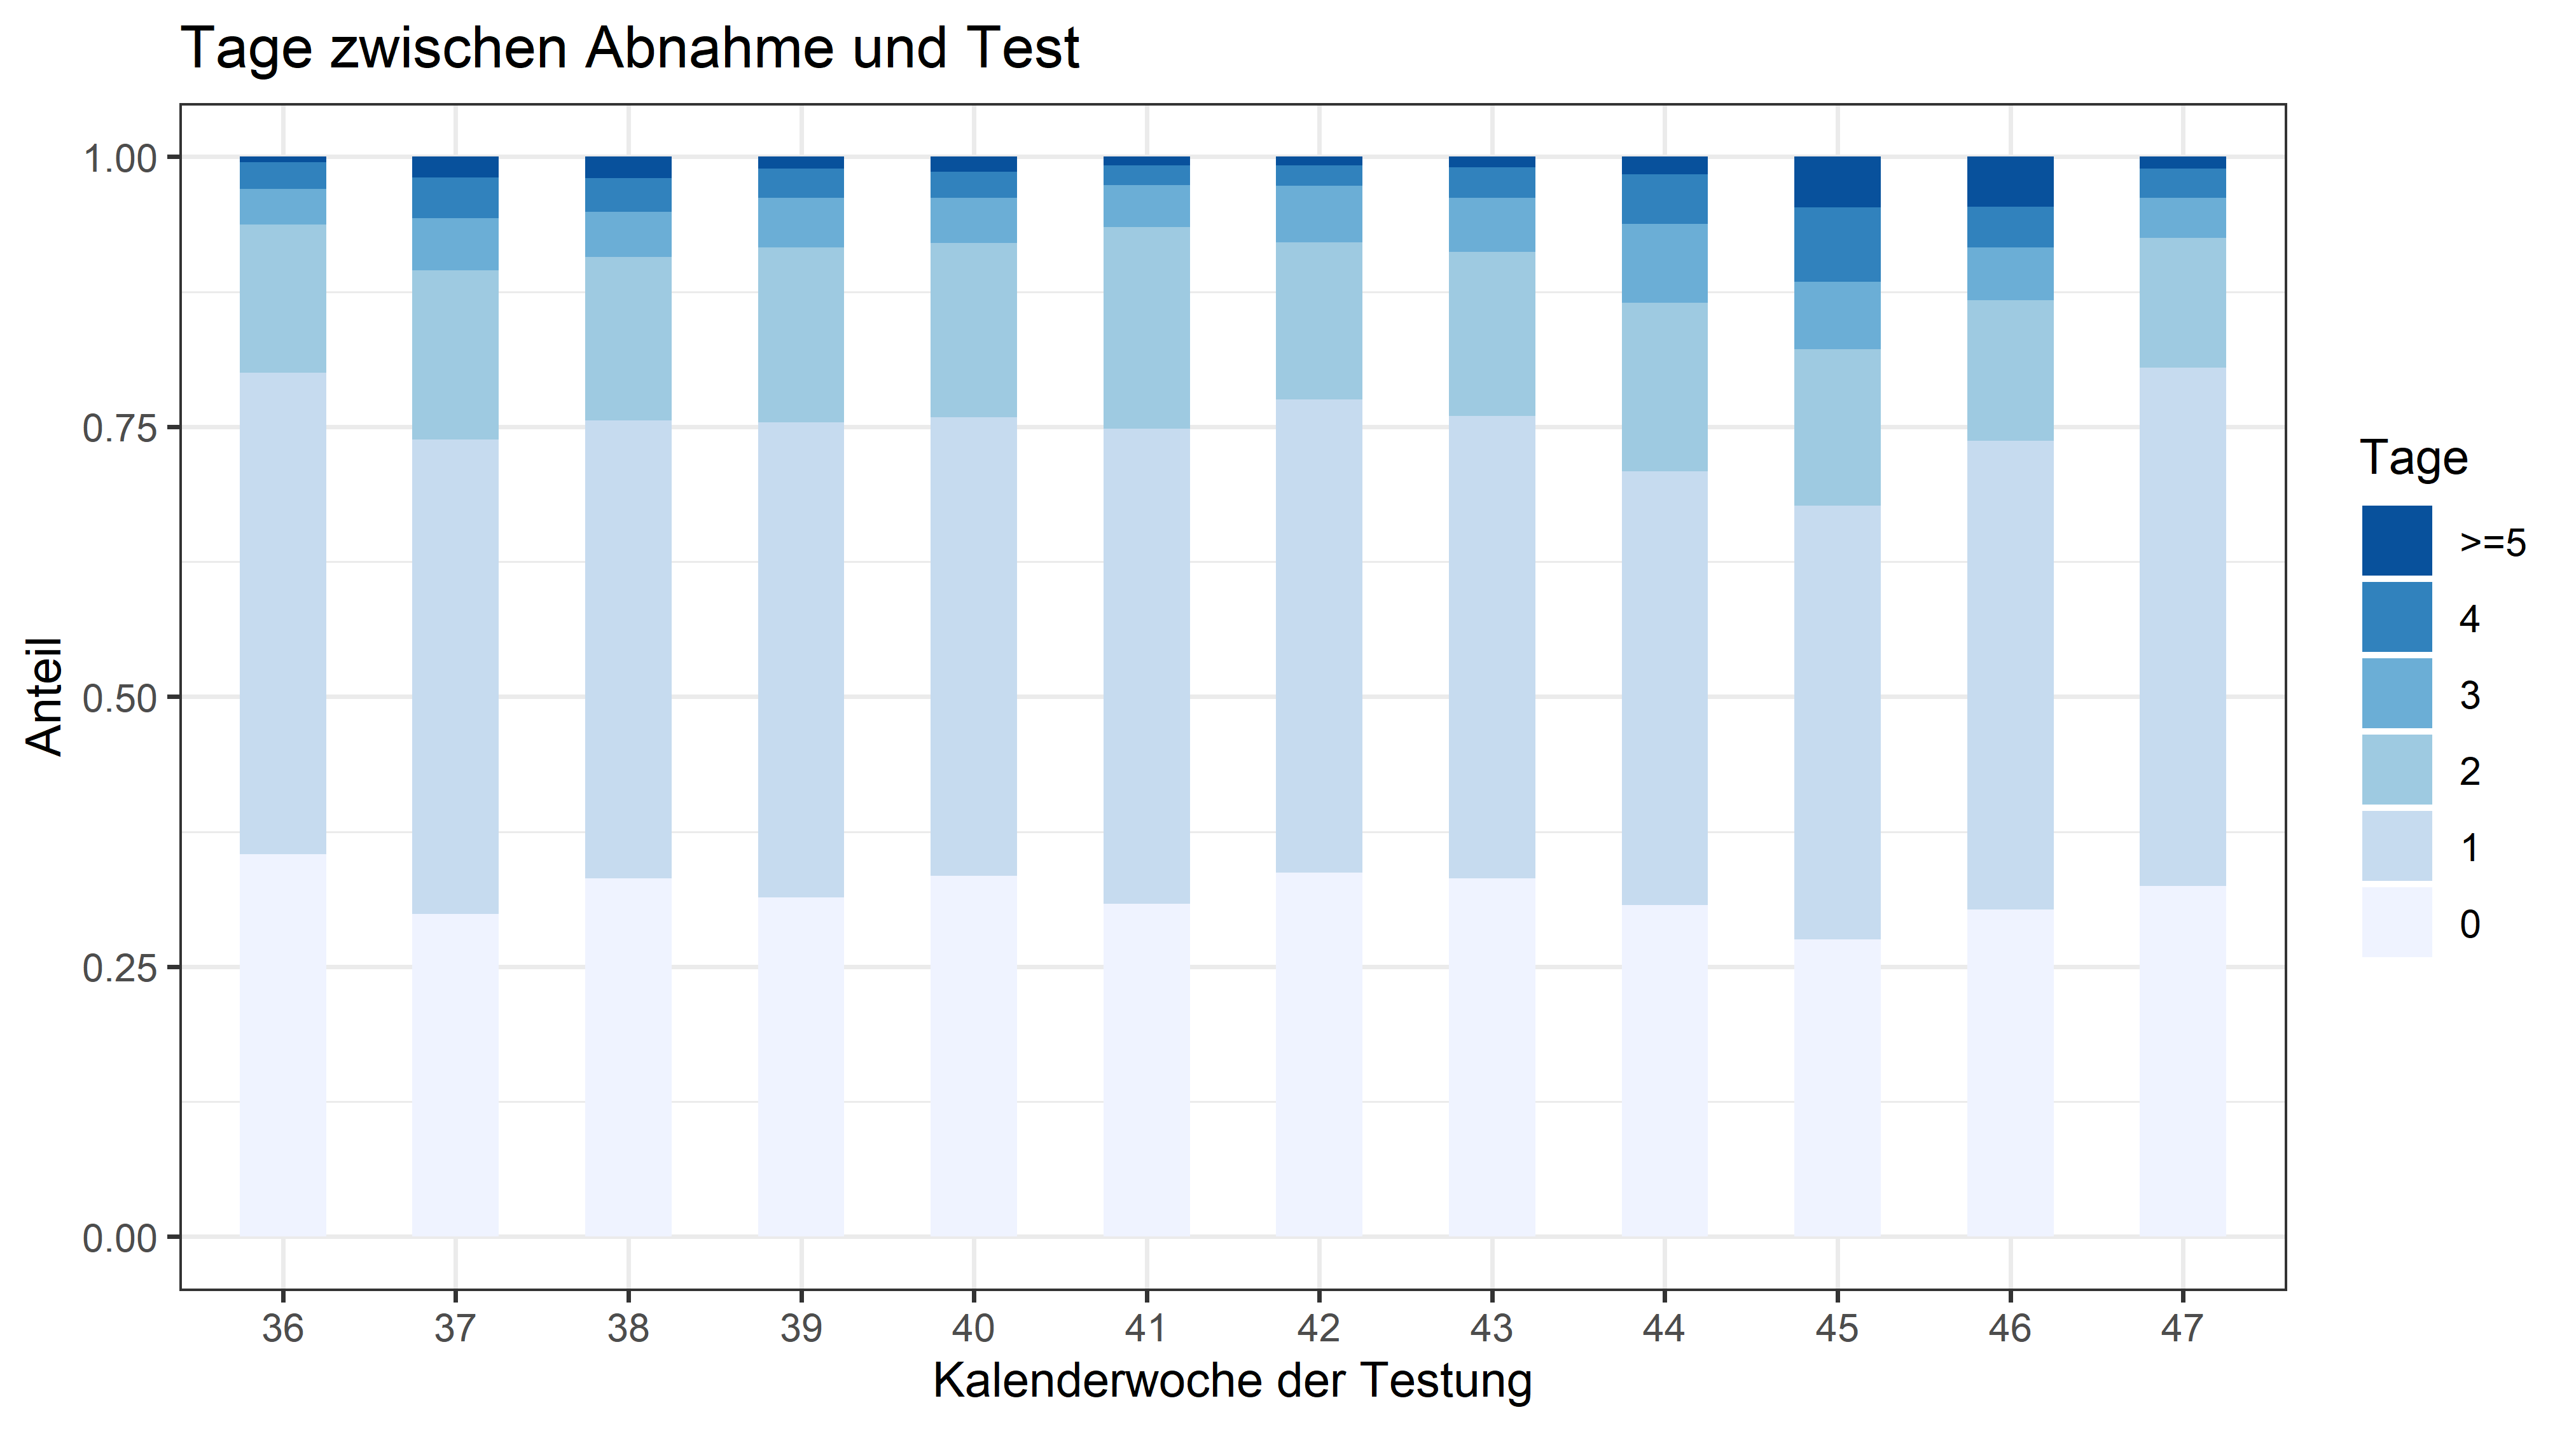 Tage zwischen Abnahme und Test
1.00
0.75
0.50
0.25
0.00
Anteil
36 37 38 39 40 41 42 43 44 45 46 47
Kalenderwoche der Testung
Tage
>=5
4
3
2
1
0